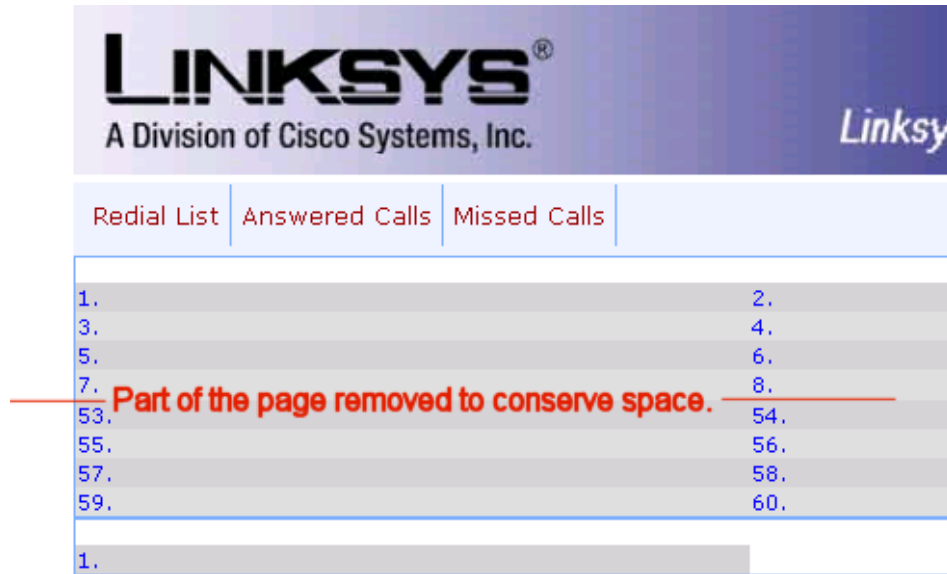 LINKSYS®
A Division of Cisco Systems, Inc.
Linksy
Redial List Answered Calls Missed Calls
1. 2.
3. 4.
5. 6.
7. 8.
Part of the page removed to conserve space.
53. 54.
55. 56.
57. 58.
59. 60.
1.